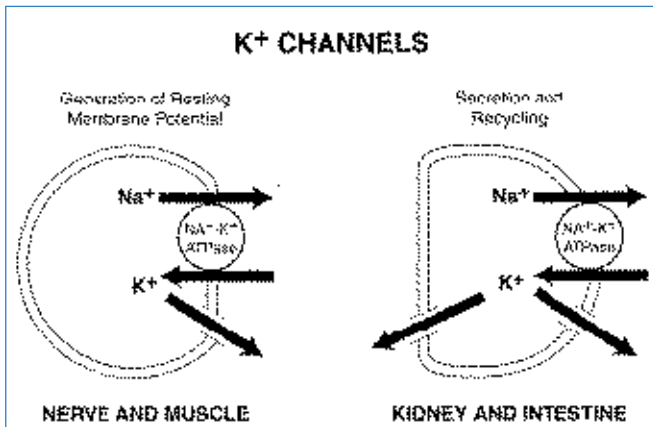 K+ CHANNELS
Generation of Resting
Membrane Potential
Secretion and
Recycling
Na+
NA+-K+
ATPase
K+
Na+
NA+-K+
ATPase
K+
NERVE AND MUSCLE
KIDNEY AND INTESTINE